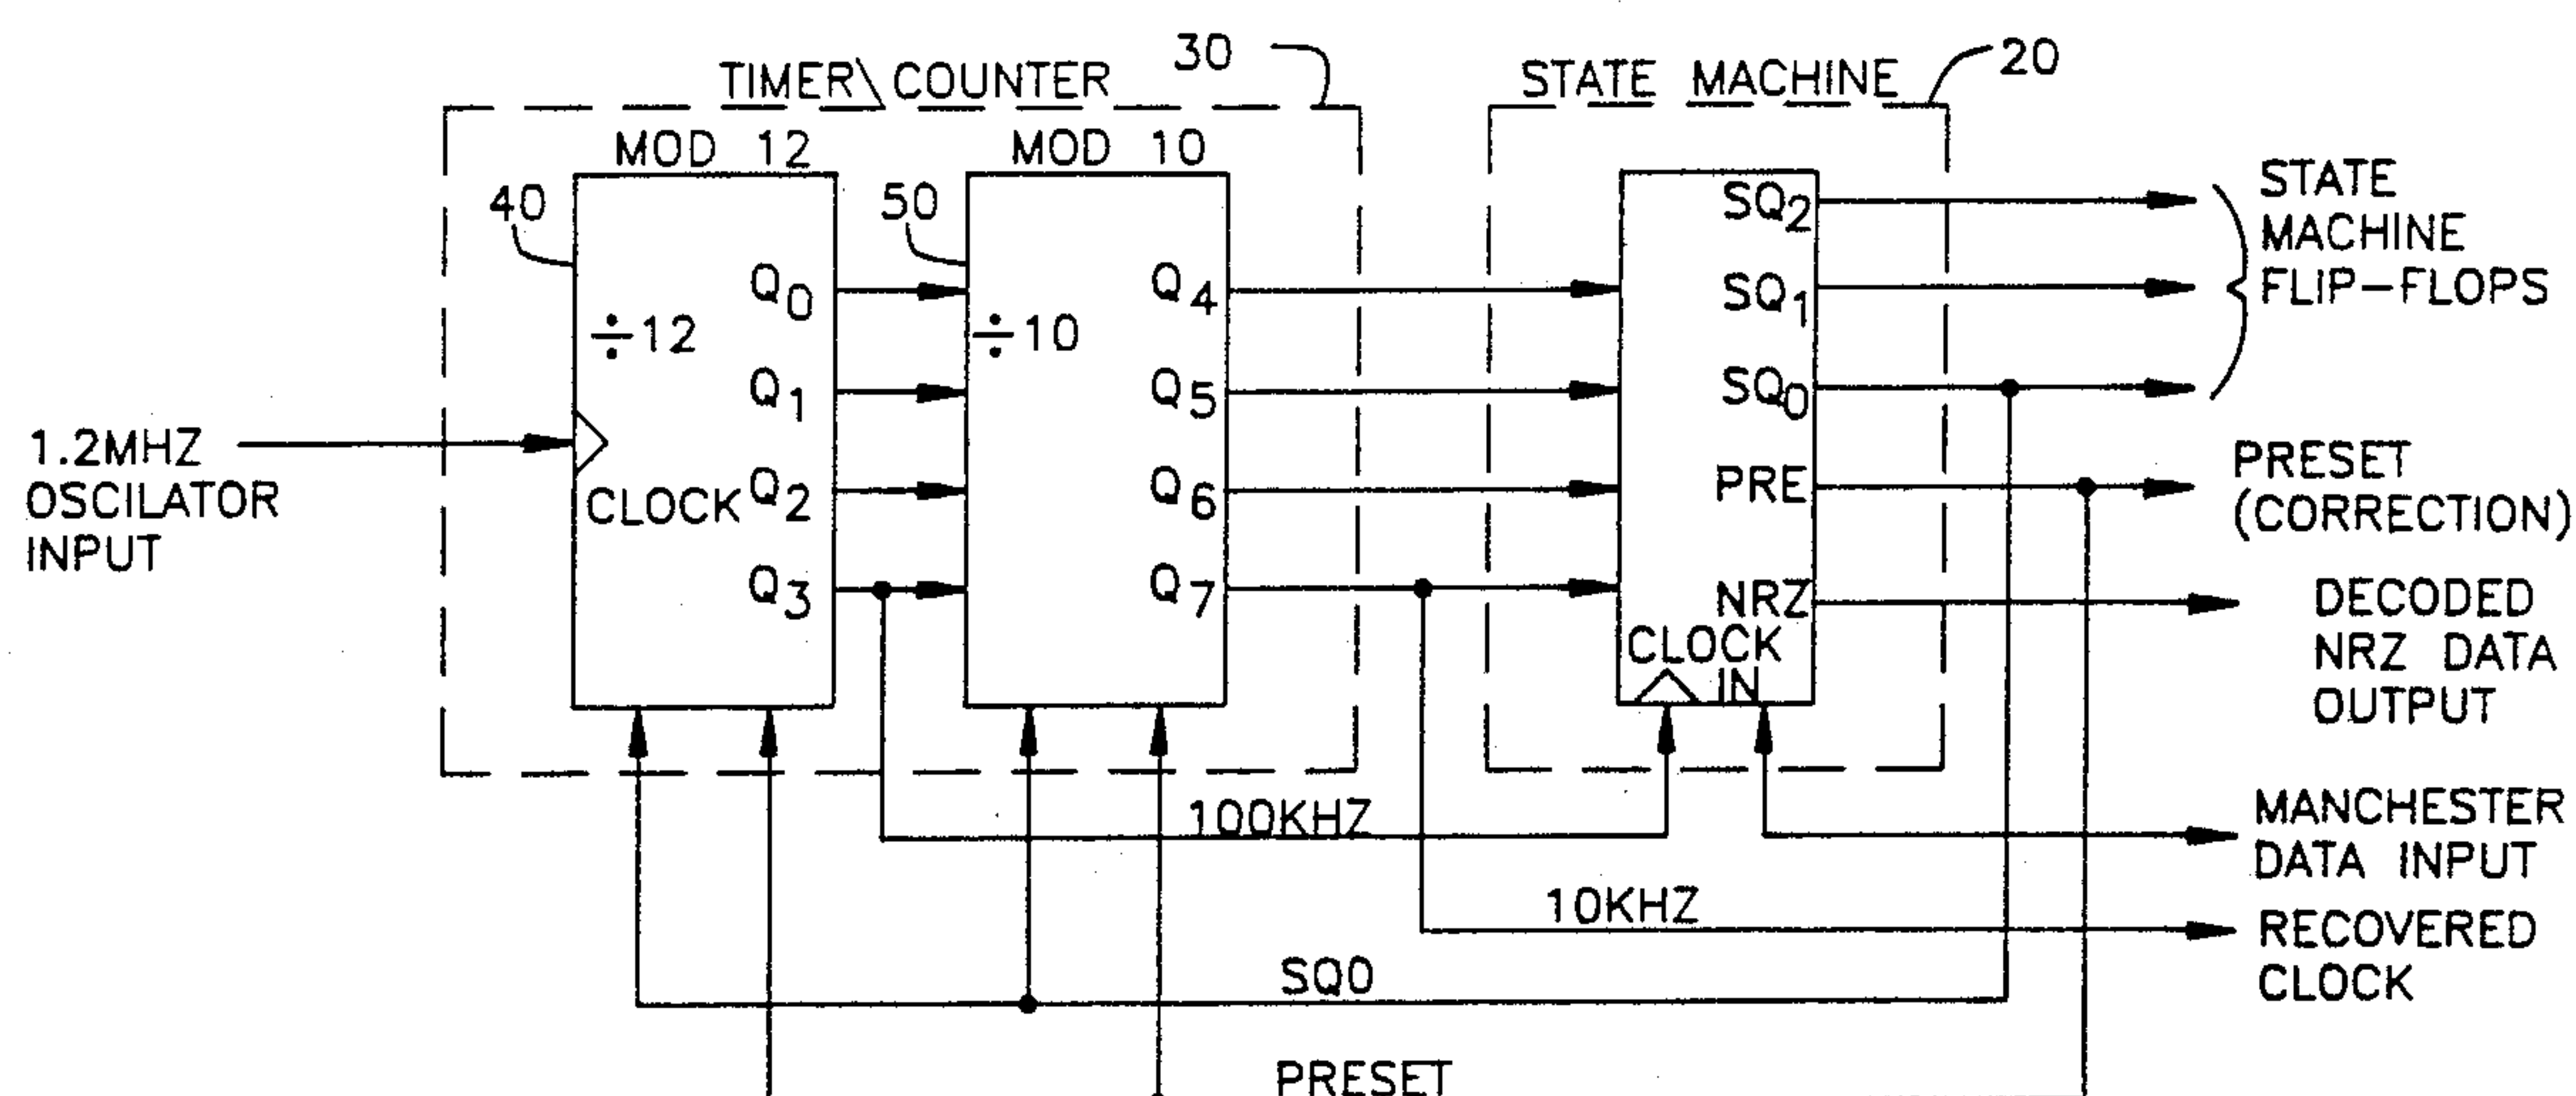 TIMER\COUNTER
30
STATE MACHINE
20
MOD 12
MOD 10
40
50
÷12
÷10
CLOCK
Q0
Q1
Q2
Q3
Q4
Q5
Q6
Q7
SQ2
SQ1
SQ0
PRE
NRZ
CLOCK
IN
1.2MHZ
OSCILATOR
INPUT
STATE
MACHINE
FLIP-FLOPS
PRESET
(CORRECTION)
DECODED
NRZ DATA
OUTPUT
MANCHESTER
DATA INPUT
RECOVERED
CLOCK
100KHZ
10KHZ
SQ0
PRESET